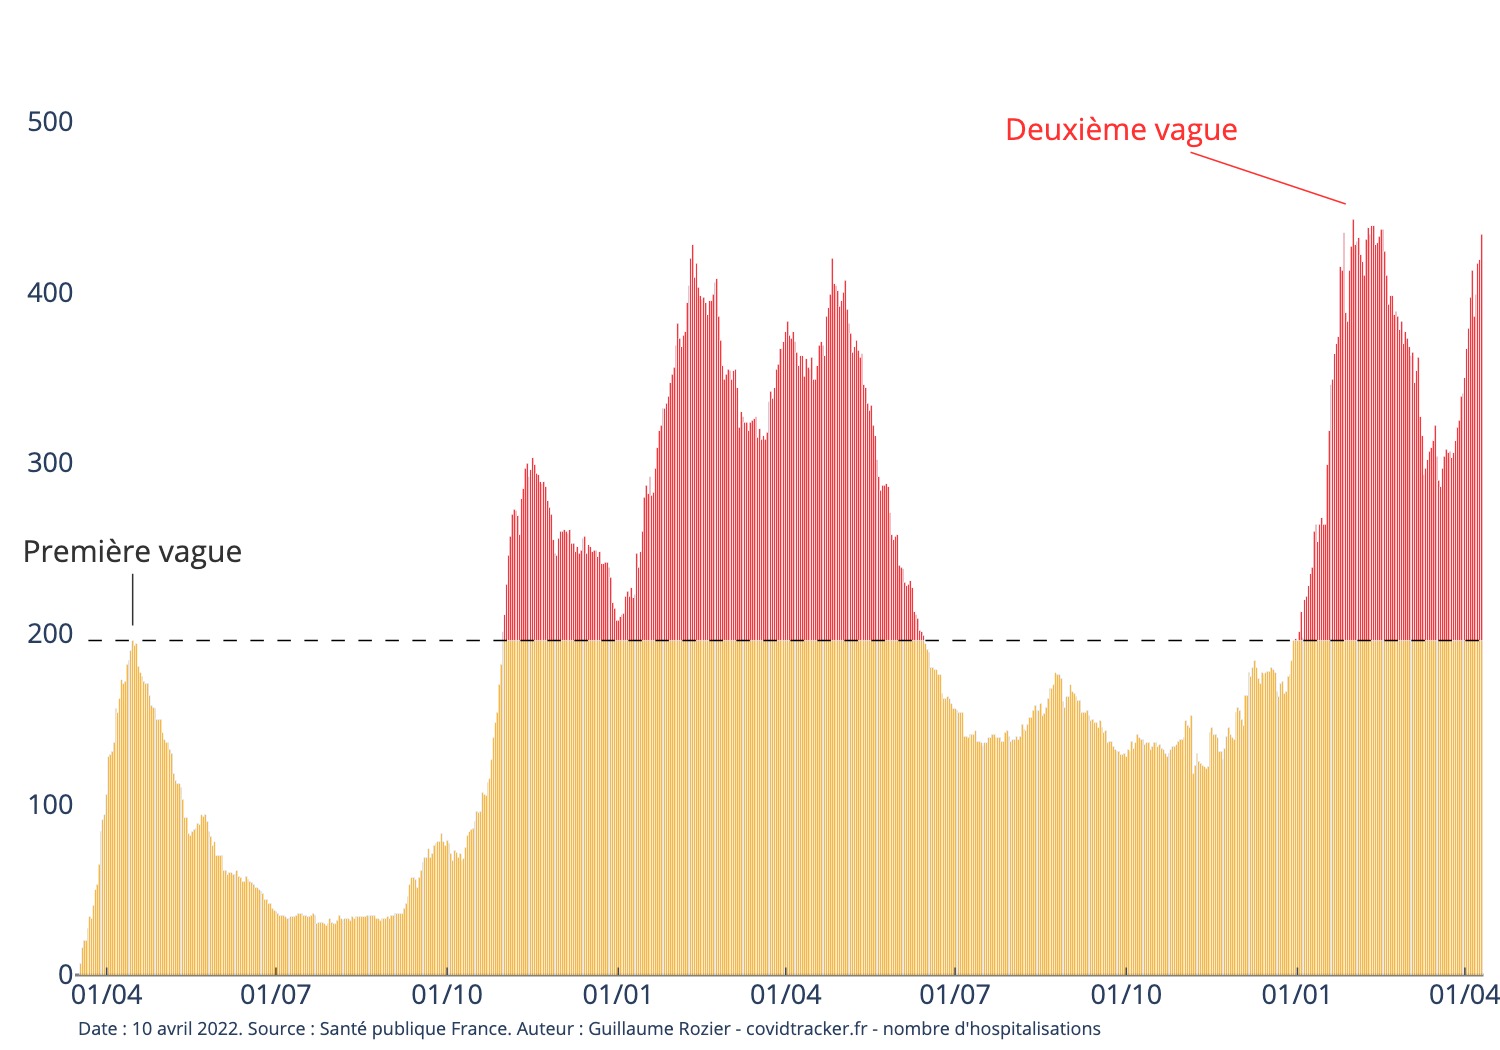 500
Deuxième vague
400
300
Première vague
200
100
0
01/04 01/07 01/10 01/01 01/04 01/07 01/10 01/01 01/04
Date : 10 avril 2022. Source : Santé publique France. Auteur : Guillaume Rozier - covidtracker.fr - nombre d'hospitalisations